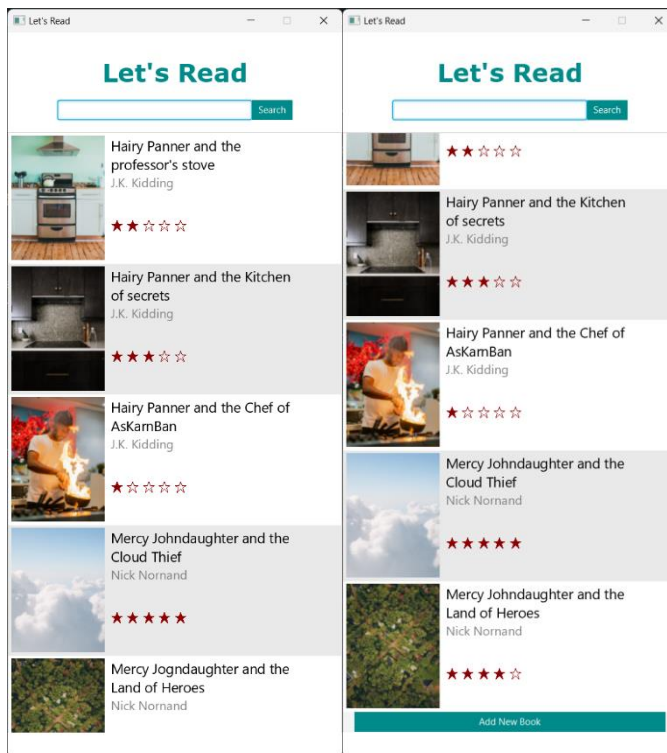 Let's Read
Let's Read
Search
Hairy Panner and the
professor's stove
J.K. Kidding
★★☆☆☆
Hairy Panner and the Kitchen
of secrets
J.K. Kidding
★★★☆☆
Hairy Panner and the Chef of
AsKarnBan
J.K. Kidding
★☆☆☆☆
Mercy Johndaughter and the
Cloud Thief
Nick Nornand
★★★★★
Mercy Jogndaughter and the
Land of Heroes
Nick Nornand
Let's Read
Let's Read
Search
★★☆☆☆
Hairy Panner and the Kitchen
of secrets
J.K. Kidding
★★★☆☆
Hairy Panner and the Chef of
AsKarnBan
J.K. Kidding
★☆☆☆☆
Mercy Johndaughter and the
Cloud Thief
Nick Nornand
★★★★★
Mercy Johndaughter and the
Land of Heroes
Nick Nornand
★★★★☆
Add New Book